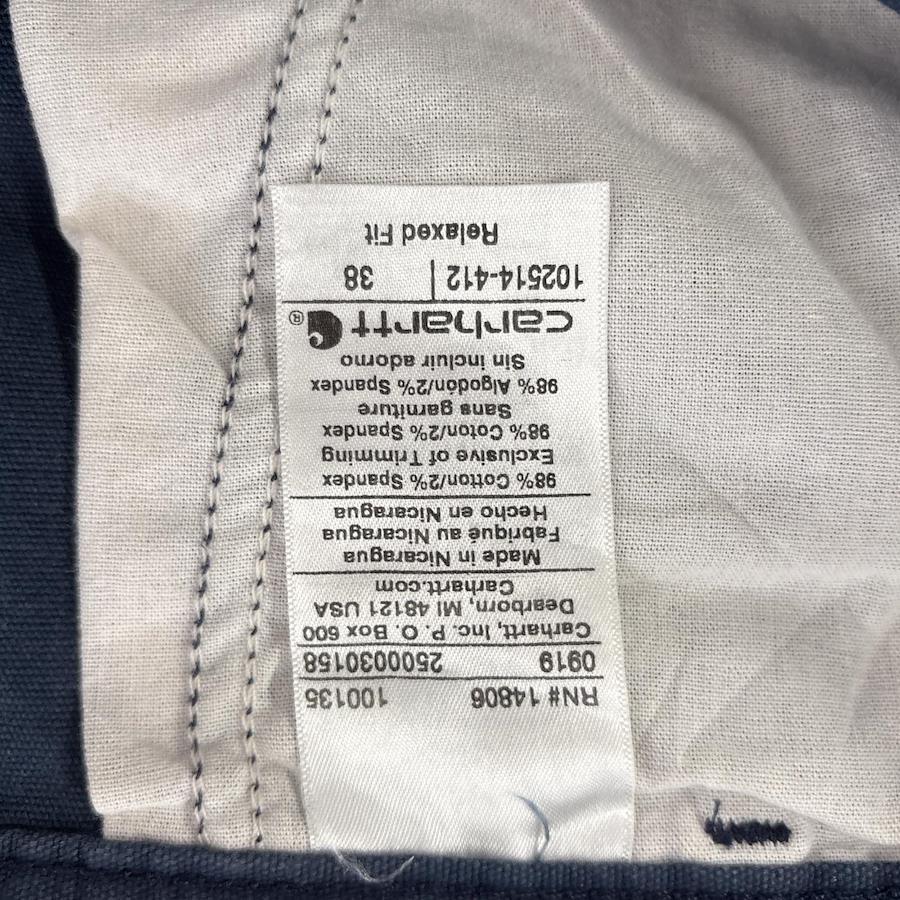 Relaxed Fit
102514-412 | 38
carhartt ®
Sin incluir adorno
98% Algodón/2% Spandex
Sans garniture
98% Coton/2% Spandex
Exclusive of Trimming
98% Cotton/2% Spandex
Hecho en Nicaragua
Fabriqué au Nicaragua
Made in Nicaragua
Carhartt.com
Dearborn, MI 48121 USA
Carhartt, Inc. P. O. Box 600
0919 2500030158
RN# 14806 100135